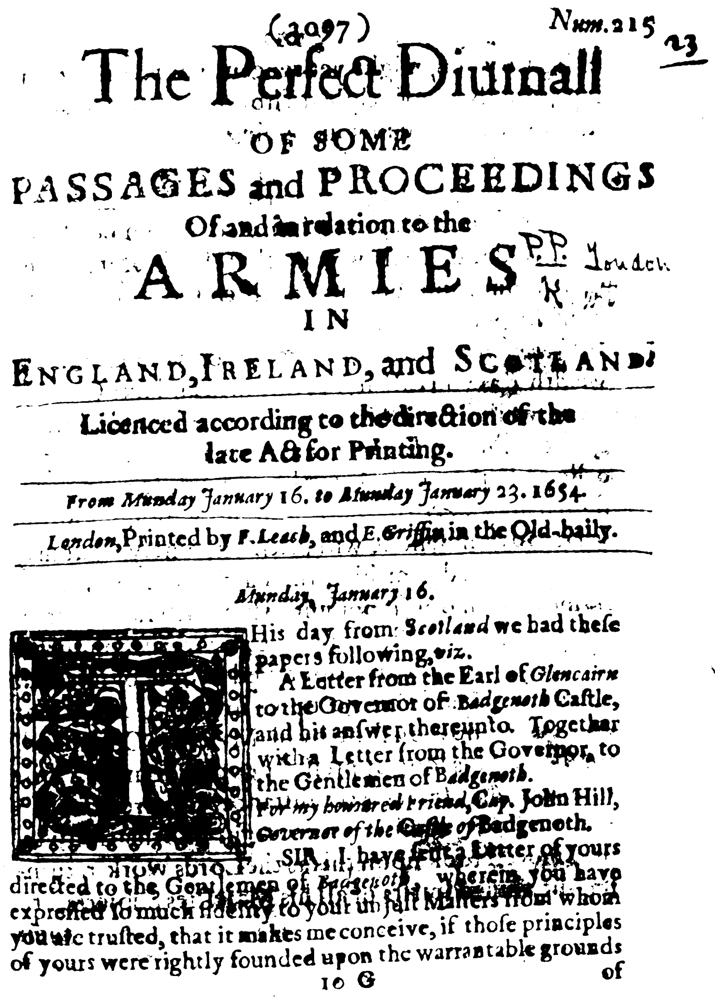 (2097)
Num. 215
23
The Perfect Diurnall
OF SOME
PASSAGES and PROCEEDINGS
Of and in relation to the
ARMIES
P.P.
IN
ENGLAND, IRELAND, and SCOTLAND
Licenced according to the direction of the
late Act for Printing.
From Munday January 16. to Munday January 23. 1654.
London, Printed by F. Leach, and E. Griffin in the Old-baily.
Munday, January 16.
THis day from Scotland we had theſe
papers following, viz.
A Letter from the Earl of Glencairn
to the Governor of Badgenoth Caſtle,
and his anſwer thereunto. Together
with a Letter from the Governor, to
the Gentlemen of Badgenoth.
For my honoured Friend, Cap. John Hill,
Governor of the Caſtle of Badgenoth.
SIR, I have ſeen a Letter of yours
directed to the Gentlemen of Badgenoth, wherein you have
expreſſed ſo much fidelity to your unjuſt Maſters from whom
you are truſted, that it makes me conceive, if thoſe principles
of yours were rightly founded upon the warrantable grounds
10 G
of